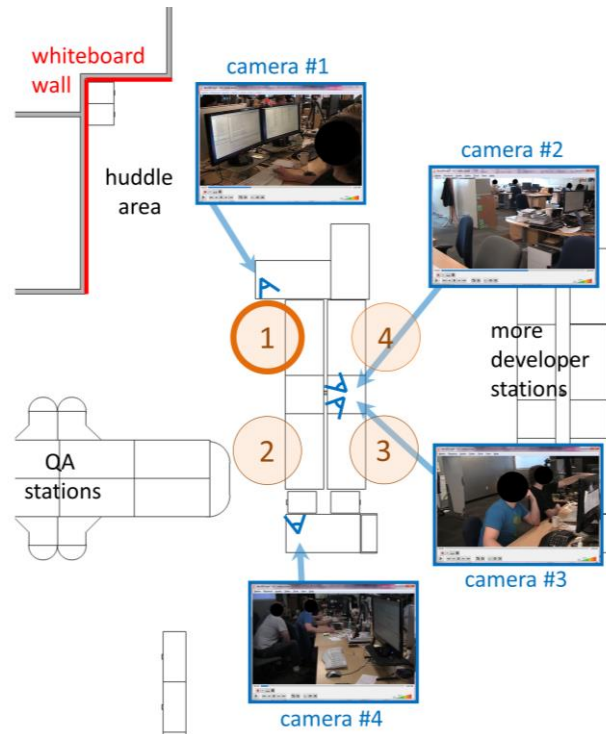 whiteboard
wall
camera #1
camera #2
huddle
area
1
4
more
developer
stations
2
3
QA
stations
camera #3
camera #4